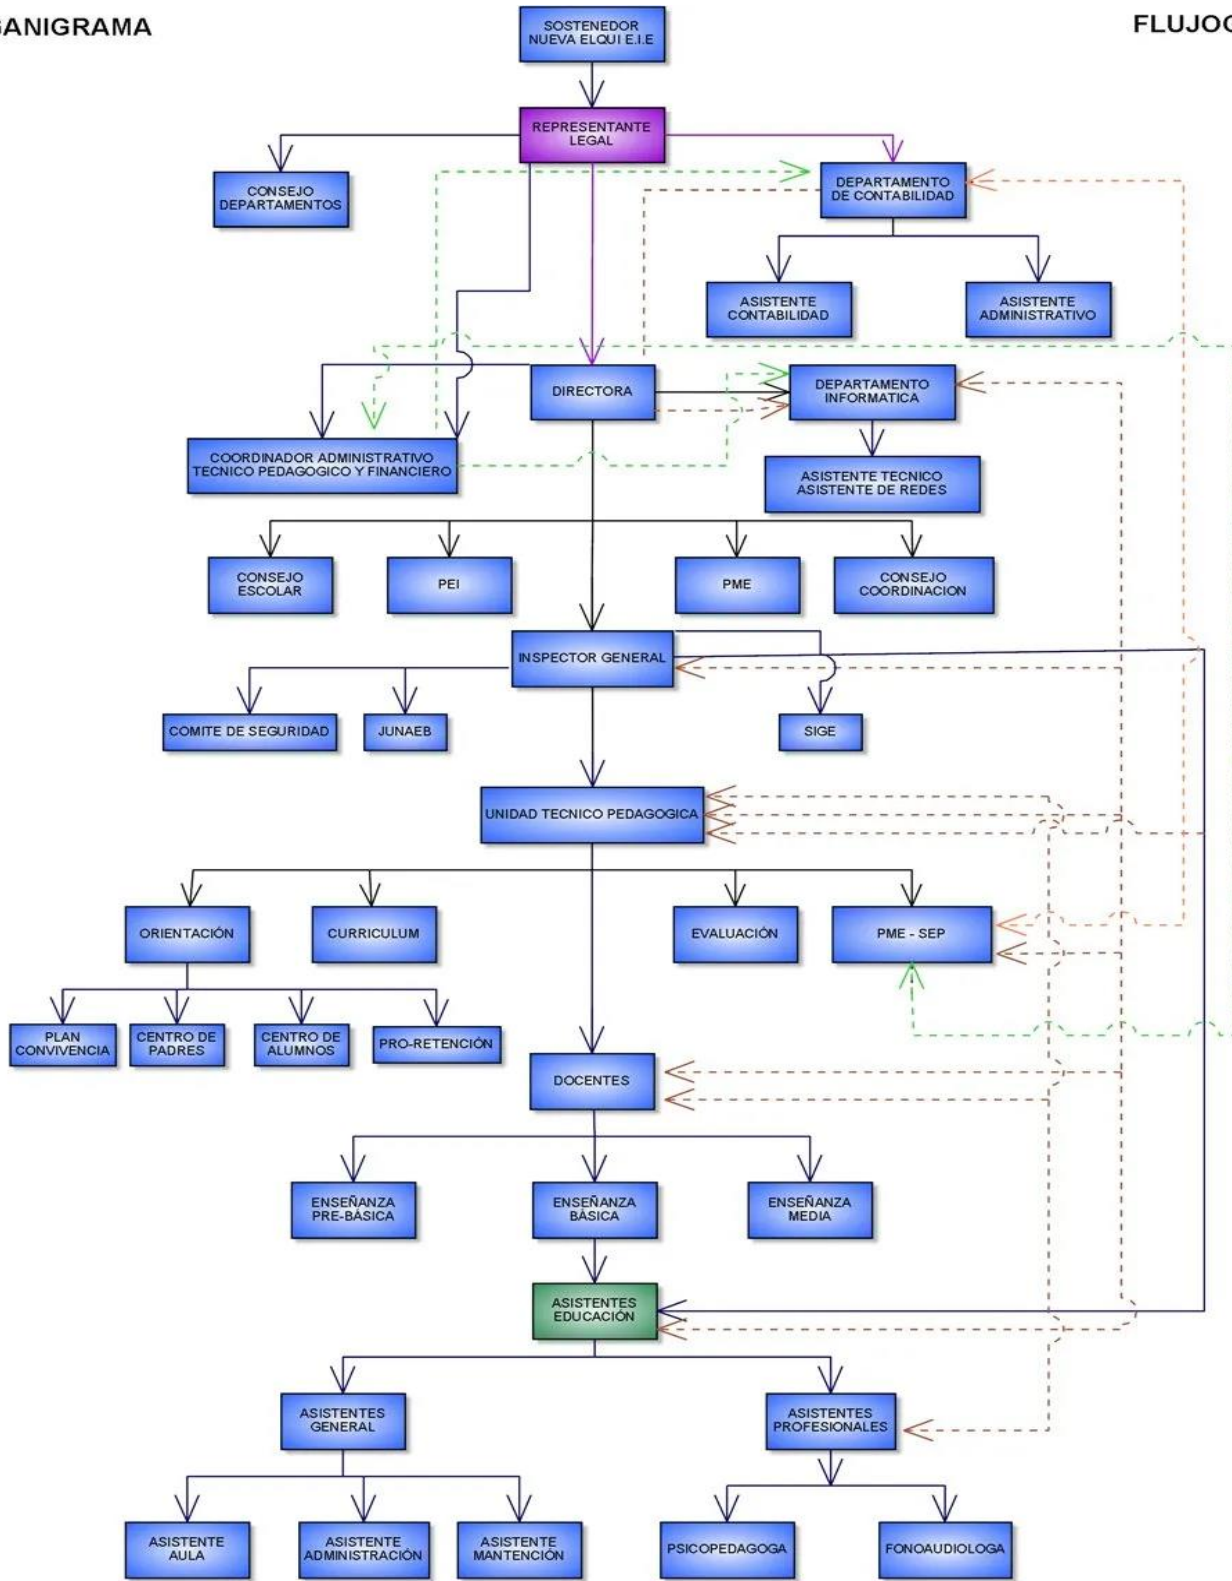 GANIGRAMA
FLUJOG
SOSTENEDOR
NUEVA ELQUI E.I.E
REPRESENTANTE
LEGAL
CONSEJO
DEPARTAMENTOS
DEPARTAMENTO
DE CONTABILIDAD
ASISTENTE
CONTABILIDAD
ASISTENTE
ADMINISTRATIVO
DIRECTORA
DEPARTAMENTO
INFORMATICA
COORDINADOR ADMINISTRATIVO
TECNICO PEDAGOGICO Y FINANCIERO
ASISTENTE TECNICO
ASISTENTE DE REDES
CONSEJO
ESCOLAR
PEI
PME
CONSEJO
COORDINACION
INSPECTOR GENERAL
COMITE DE SEGURIDAD
JUNAEB
SIGE
UNIDAD TECNICO PEDAGOGICA
ORIENTACIÓN
CURRICULUM
EVALUACIÓN
PME - SEP
PLAN
CONVIVENCIA
CENTRO DE
PADRES
CENTRO DE
ALUMNOS
PRO-RETENCIÓN
DOCENTES
ENSEÑANZA
PRE-BÁSICA
ENSEÑANZA
BÁSICA
ENSEÑANZA
MEDIA
ASISTENTES
EDUCACIÓN
ASISTENTES
GENERAL
ASISTENTES
PROFESIONALES
ASISTENTE
AULA
ASISTENTE
ADMINISTRACIÓN
ASISTENTE
MANTENCIÓN
PSICOPEDAGOGA
FONOAUDIOLOGA